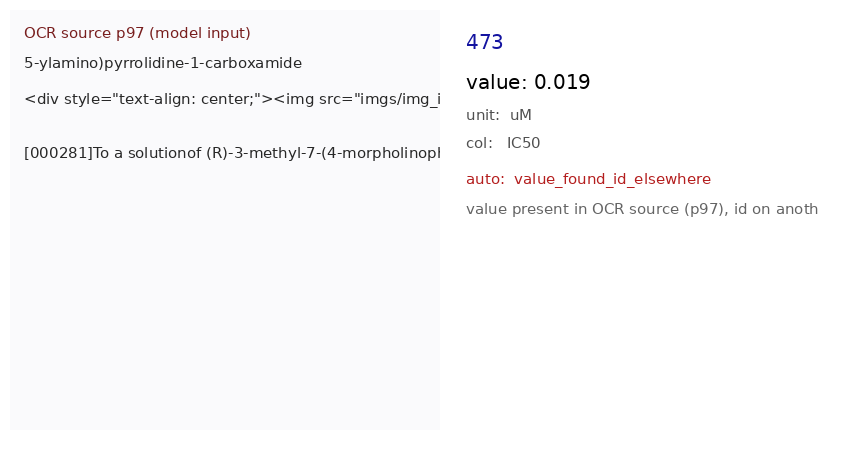 OCR source p97 (model input)
5-ylamino)pyrrolidine-1-carboxamide
<div style="text-align: center;"><img src="imgs/img_i
[000281]To a solutionof (R)-3-methyl-7-(4-morpholinopl
473
value: 0.019
unit: uM
col: IC50
auto: value_found_id_elsewhere
value present in OCR source (p97), id on anoth